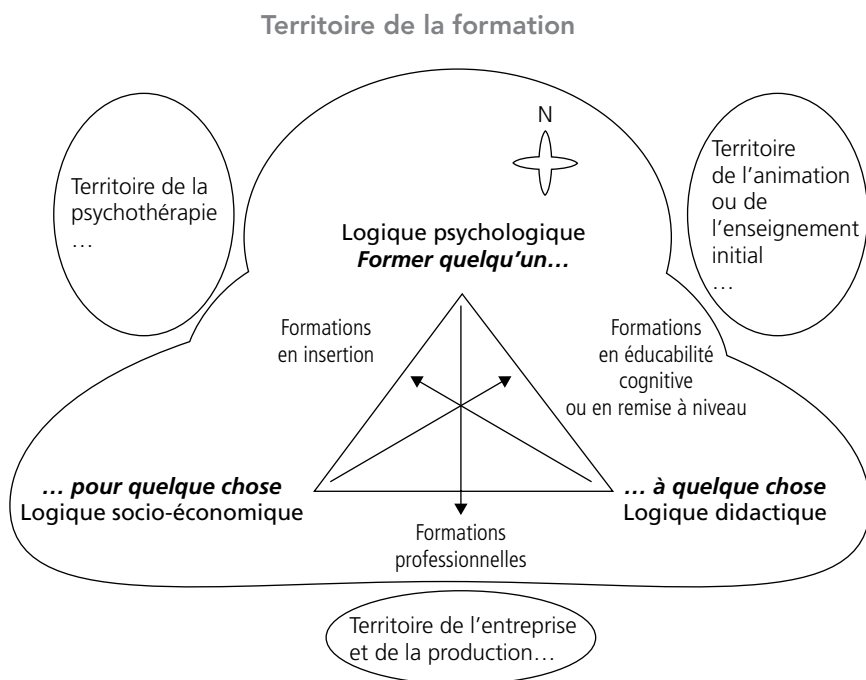 Territoire de la formation
N
Territoire de la
psychothérapie
…
Territoire
de l’animation
ou de
l’enseignement
initial
…
Logique psychologique
Former quelqu’un…
Formations
en insertion
Formations
en éducabilité
cognitive
ou en remise à niveau
… pour quelque chose
Logique socio-économique
… à quelque chose
Logique didactique
Formations
professionnelles
Territoire de l’entreprise
et de la production…